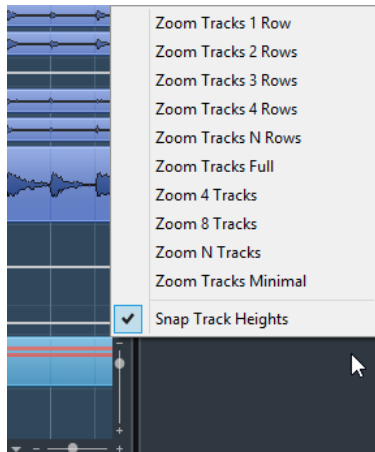 Zoom Tracks 1 Row
Zoom Tracks 2 Rows
Zoom Tracks 3 Rows
Zoom Tracks 4 Rows
Zoom Tracks N Rows
Zoom Tracks Full
Zoom 4 Tracks
Zoom 8 Tracks
Zoom N Tracks
Zoom Tracks Minimal
Snap Track Heights